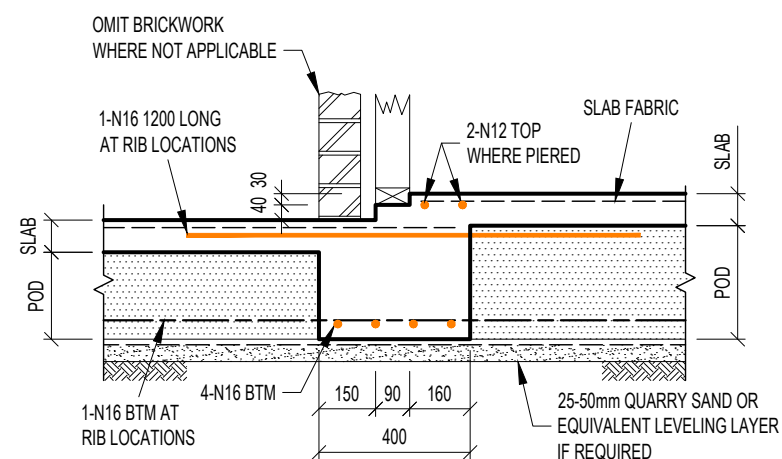 OMIT BRICKWORK
WHERE NOT APPLICABLE
1-N16 1200 LONG
AT RIB LOCATIONS
2-N12 TOP
WHERE PIERED
SLAB FABRIC
30
40
SLAB
POD
SLAB
POD
1-N16 BTM AT
RIB LOCATIONS
4-N16 BTM
150
90
160
400
25-50mm QUARRY SAND OR
EQUIVALENT LEVELING LAYER
IF REQUIRED